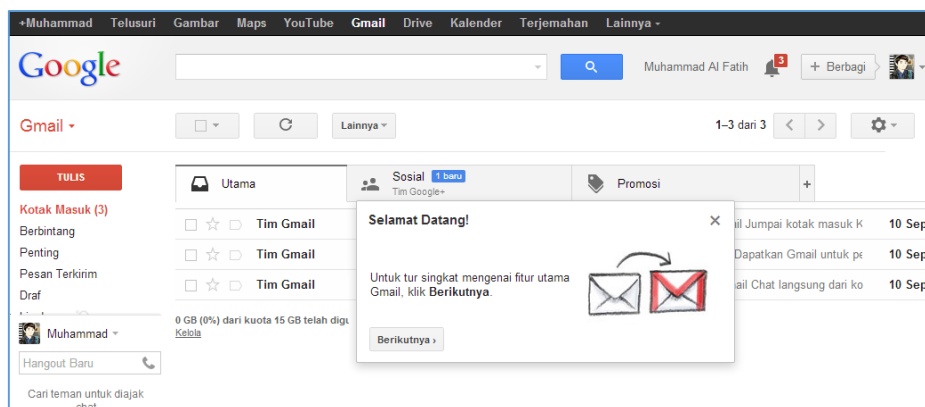 +Muhammad Telusuri Gambar Maps YouTube Gmail Drive Kalender Terjemahan Lainnya
Google
Muhammad Al Fatih 3 + Berbagi
Gmail
Lainnya
1–3 dari 3
TULIS
Utama
Sosial 1 baru
Tim Google+
Promosi
+
Kotak Masuk (3)
Berbintang
Penting
Pesan Terkirim
Draf
Tim Gmail
il Jumpai kotak masuk K
10 Sep
Tim Gmail
Dapatkan Gmail untuk pe
10 Sep
Tim Gmail
ail Chat langsung dari ko
10 Sep
Selamat Datang!
Untuk tur singkat mengenai fitur utama
Gmail, klik Berikutnya.
Berikutnya ›
0 GB (0%) dari kuota 15 GB telah digu
Kelola
Muhammad
Hangout Baru
Cari teman untuk diajak